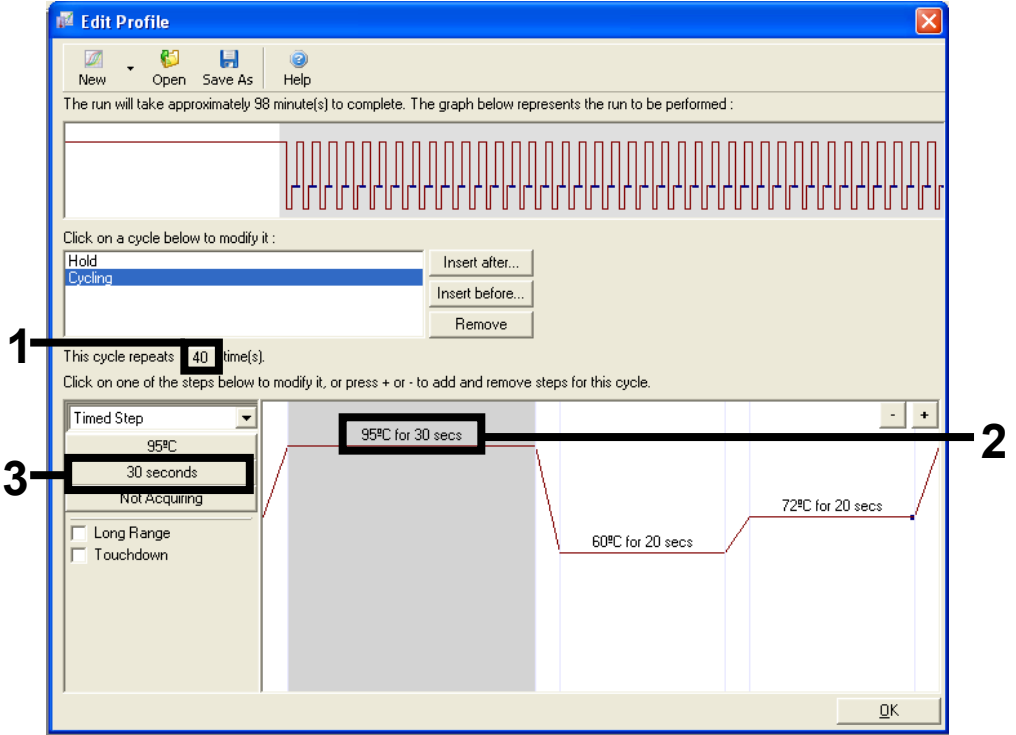 Edit Profile
New Open Save As Help
The run will take approximately 98 minute(s) to complete. The graph below represents the run to be performed :
Click on a cycle below to modify it :
Hold
Cycling
Insert after...
Insert before...
Remove
1
This cycle repeats 40 time(s).
Click on one of the steps below to modify it, or press + or - to add and remove steps for this cycle.
Timed Step
- +
95ºC
95ºC for 30 secs
2
3
30 seconds
Not Acquiring
72ºC for 20 secs
Long Range
60ºC for 20 secs
Touchdown
OK